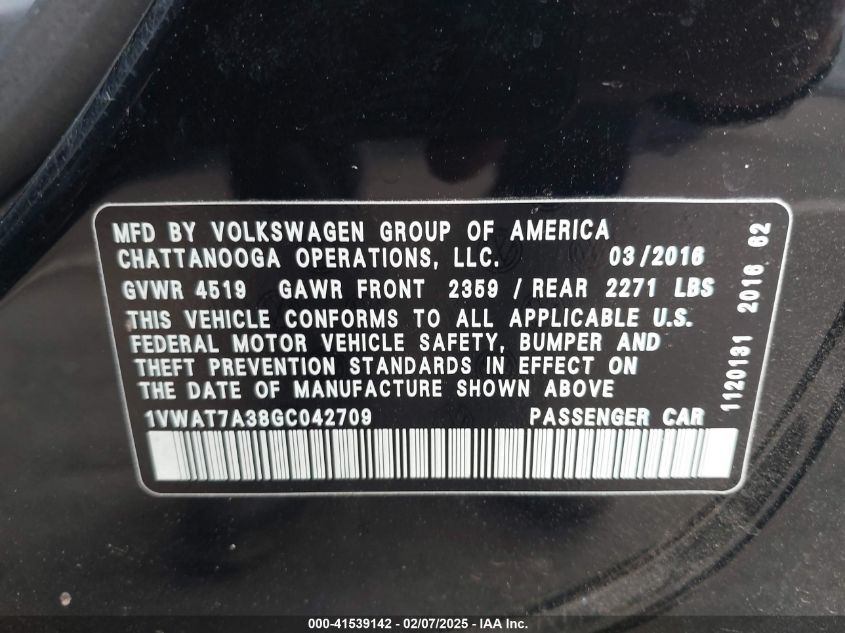 MFD BY VOLKSWAGEN GROUP OF AMERICA
CHATTANOOGA OPERATIONS, LLC. 03/2016
GVWR 4519 GAWR FRONT 2359 / REAR 2271 LBS
THIS VEHICLE CONFORMS TO ALL APPLICABLE U.S.
FEDERAL MOTOR VEHICLE SAFETY, BUMPER AND
THEFT PREVENTION STANDARDS IN EFFECT ON
THE DATE OF MANUFACTURE SHOWN ABOVE
1VWAT7A38GC042709 PASSENGER CAR
1120131 2016 62
000-41539142 - 02/07/2025 - IAA Inc.